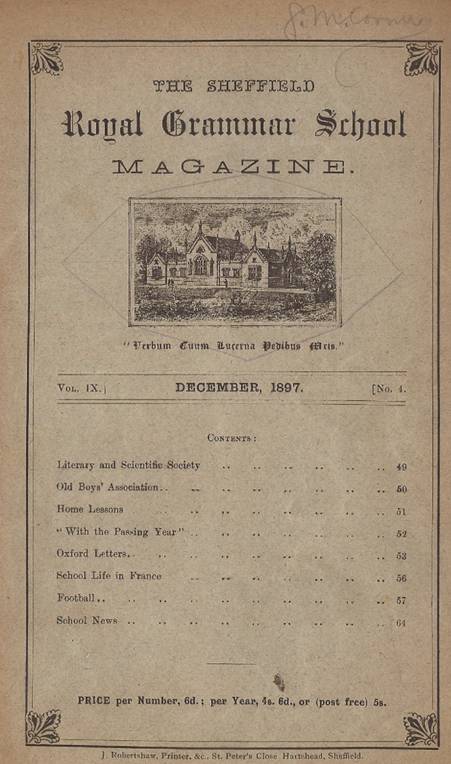 THE SHEFFIELD
Royal Grammar School
MAGAZINE.
"Verbum Tuum Lucerna Pedibus Meis."
VOL. IX.] DECEMBER, 1897. [No. 4.
CONTENTS:
Literary and Scientific Society .. .. .. .. .. .. 49
Old Boys' Association .. .. .. .. .. .. .. 50
Home Lessons .. .. .. .. .. .. .. 51
"With the Passing Year" .. .. .. .. .. .. .. 52
Oxford Letters .. .. .. .. .. .. .. .. 53
School Life in France .. .. .. .. .. .. .. 56
Football .. .. .. .. .. .. .. .. .. 57
School News .. .. .. .. .. .. .. .. 64
PRICE per Number, 6d.; per Year, 4s. 6d., or (post free) 5s.
J. Robertshaw, Printer, &c., St. Peter's Close Hartshead, Sheffield.